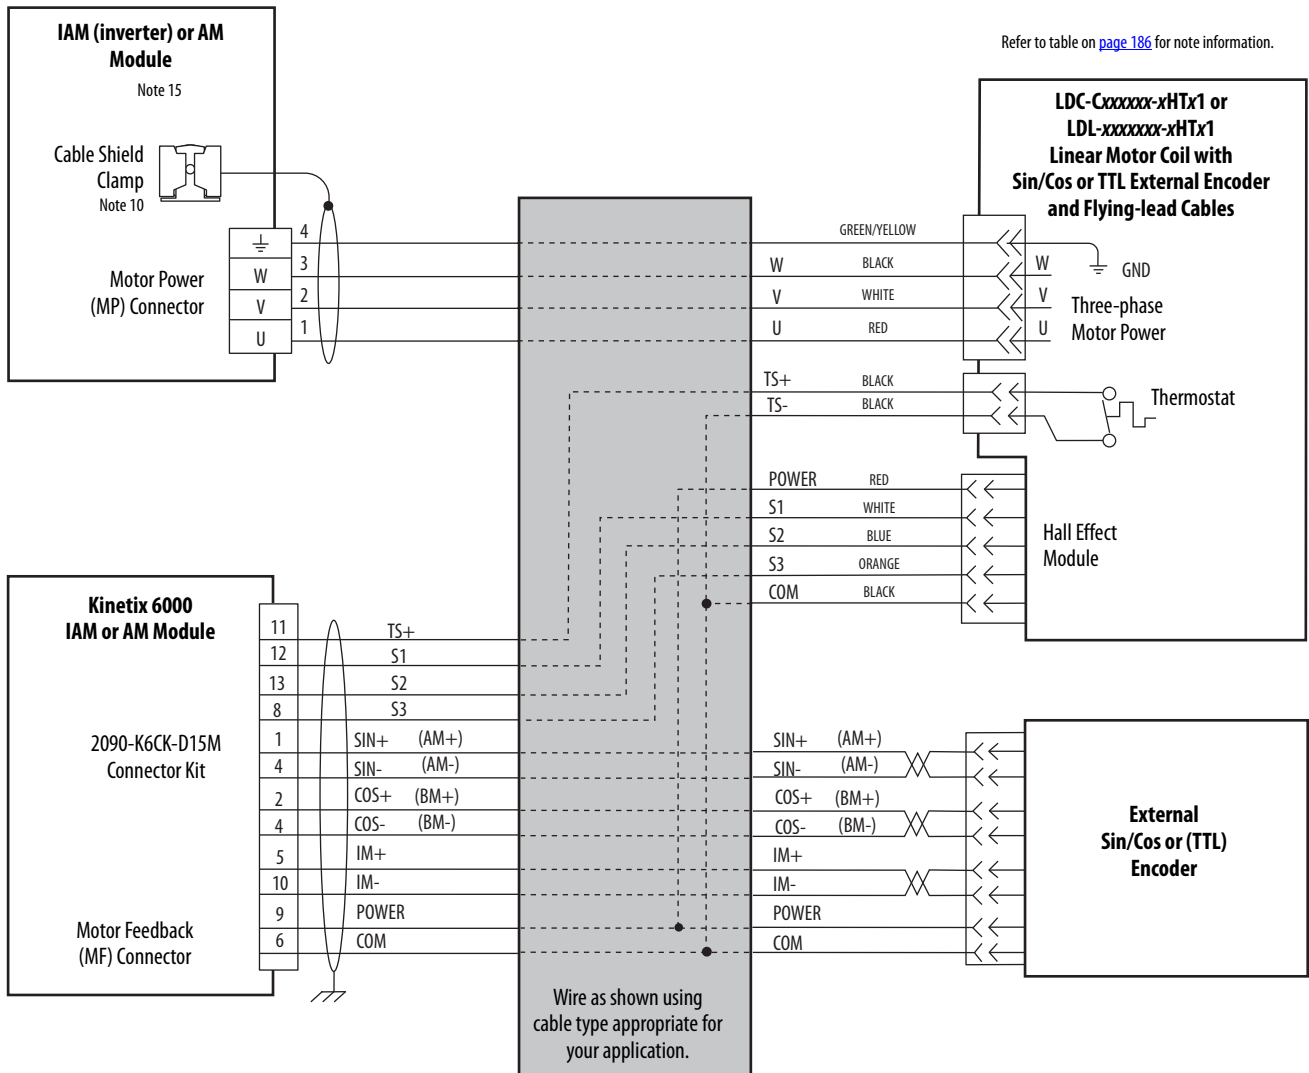 IAM (inverter) or AM
Module
Note 15
Cable Shield
Clamp
Note 10
Motor Power
(MP) Connector
W
V
U
4
3
2
1
Refer to table on page 186 for note information.
LDC-Cxxxxxx-xHTx1 or
LDL-xxxxxxx-xHTx1
Linear Motor Coil with
Sin/Cos or TTL External Encoder
and Flying-lead Cables
GREEN/YELLOW
W BLACK
V WHITE
U RED
W
V
U
GND
Three-phase
Motor Power
TS+ BLACK
TS- BLACK
Thermostat
POWER RED
S1 WHITE
S2 BLUE
S3 ORANGE
COM BLACK
Hall Effect
Module
Kinetix 6000
IAM or AM Module
2090-K6CK-D15M
Connector Kit
Motor Feedback
(MF) Connector
11 TS+
12 S1
13 S2
8 S3
1 SIN+ (AM+)
4 SIN- (AM-)
2 COS+ (BM+)
4 COS- (BM-)
5 IM+
10 IM-
9 POWER
6 COM
SIN+ (AM+)
SIN- (AM-)
COS+ (BM+)
COS- (BM-)
IM+
IM-
POWER
COM
External
Sin/Cos or (TTL)
Encoder
Wire as shown using
cable type appropriate for
your application.